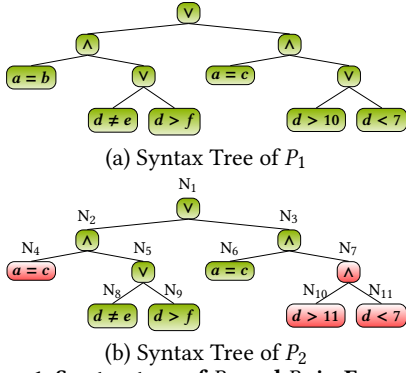 ∨
∧ ∧
a = b ∨ a = c ∨
d ≠ e d > f d > 10 d < 7
(a) Syntax Tree of P₁
N₁
∨
N₂ N₃
∧ ∧
N₄ N₅ N₆ N₇
a = c ∨ a = c ∧
N₈ N₉ N₁₀ N₁₁
d ≠ e d > f d > 11 d < 7
(b) Syntax Tree of P₂